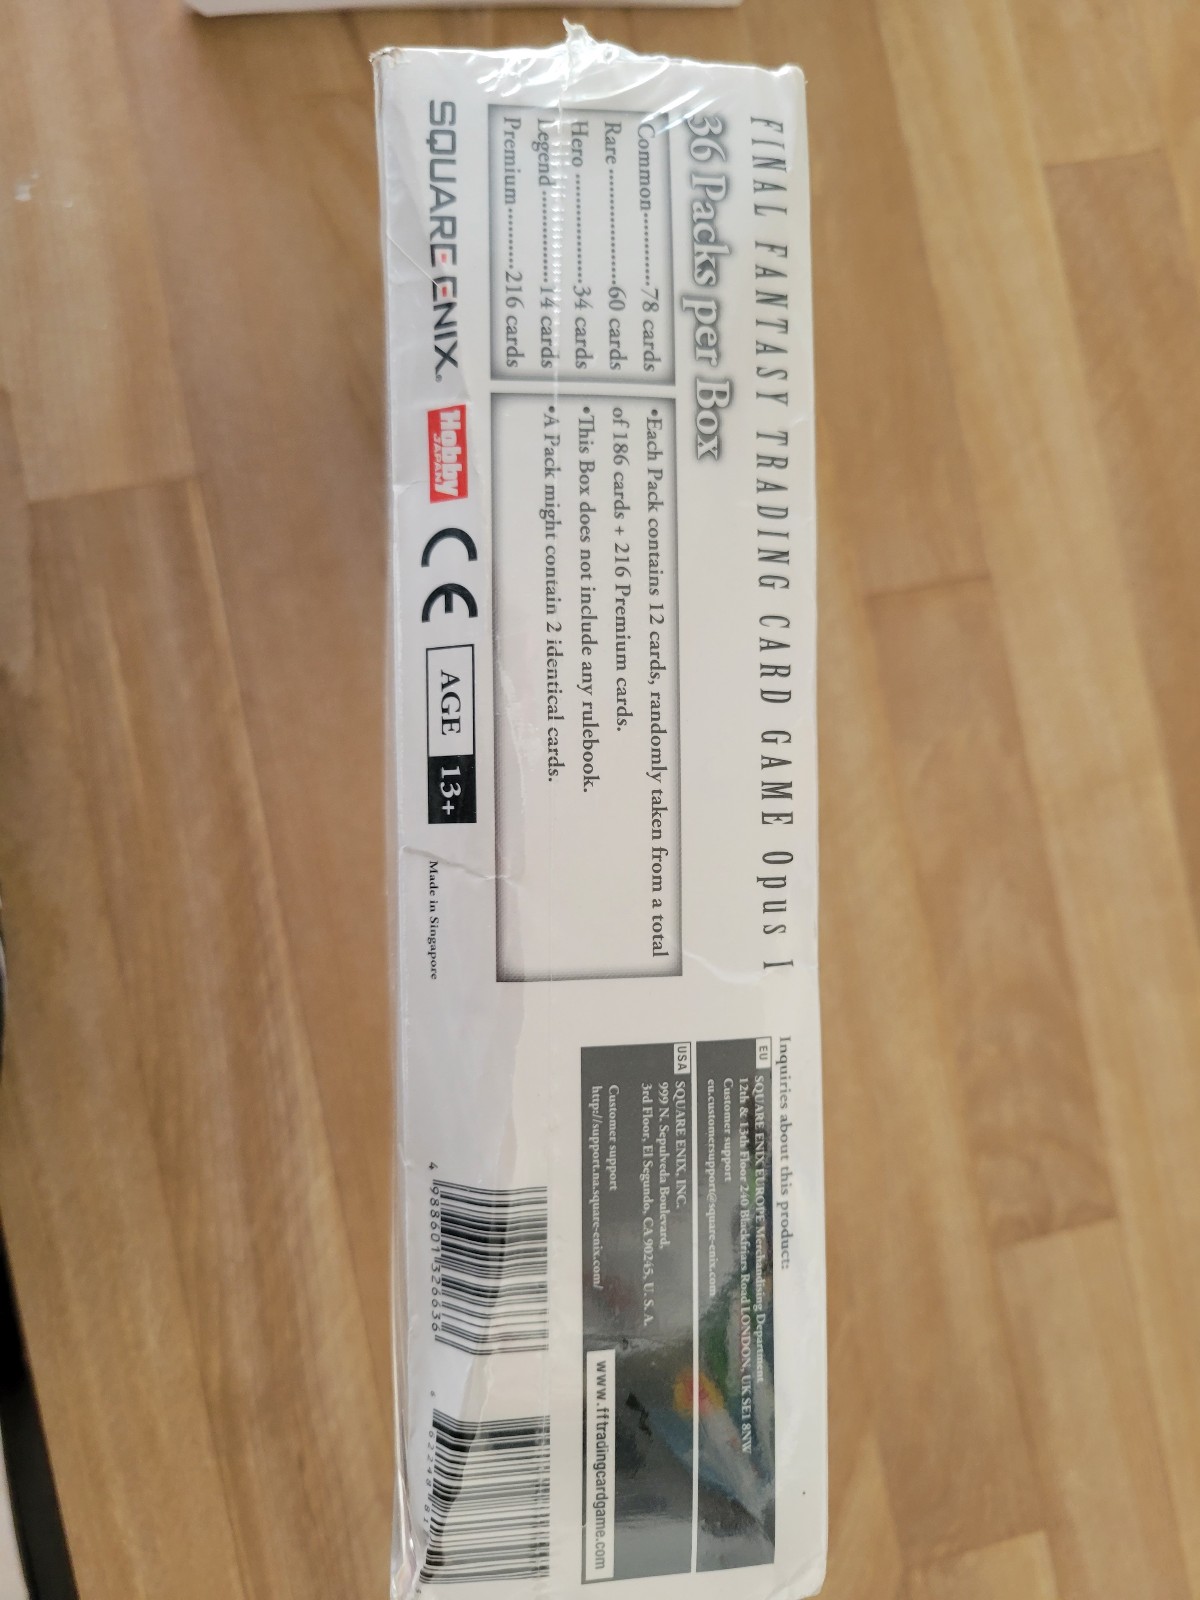 FINAL FANTASY TRADING CARD GAME Opus I
36 Packs per Box
Common...........78 cards
Rare................60 cards
Hero................34 cards
Legend.............14 cards
Premium..........216 cards
•Each Pack contains 12 cards, randomly taken from a total
of 186 cards + 216 Premium cards.
•This Box does not include any rulebook.
•A Pack might contain 2 identical cards.
SQUARE ENIX.
Hobby
JAPAN
CE
AGE 13+
Made in Singapore
Inquiries about this product:
EU SQUARE ENIX EUROPE Merchandising Department
12th & 13th Floor 240 Blackfriars Road LONDON, UK SE1 8NW
Customer support
eu.customersupport@square-enix.com
USA SQUARE ENIX, INC.
999 N. Sepulveda Boulevard,
3rd Floor, El Segundo, CA 90245, U. S. A.
Customer support
http://support.na.square-enix.com/
www.fftradingcardgame.com
4 988601 326636